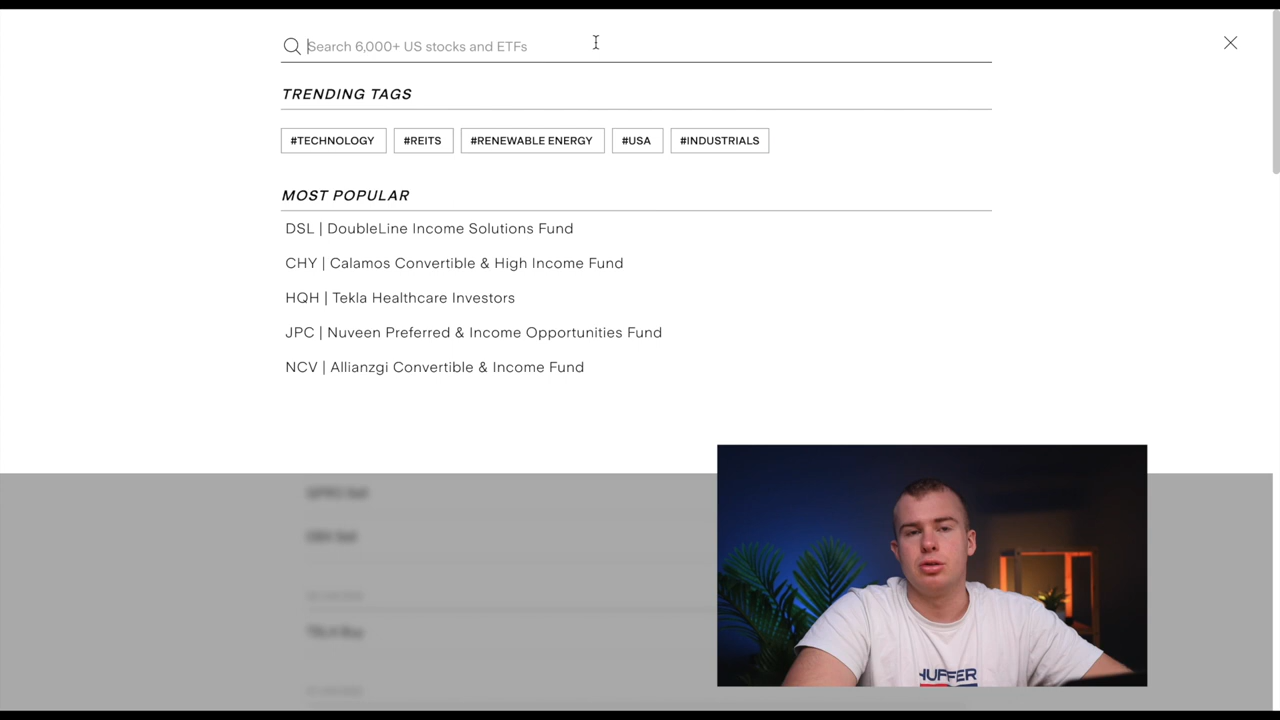 Search 6,000+ US stocks and ETFs
TRENDING TAGS
#TECHNOLOGY #REITS #RENEWABLE ENERGY #USA #INDUSTRIALS
MOST POPULAR
DSL | DoubleLine Income Solutions Fund
CHY | Calamos Convertible & High Income Fund
HQH | Tekla Healthcare Investors
JPC | Nuveen Preferred & Income Opportunities Fund
NCV | Allianzgi Convertible & Income Fund
HUFFER